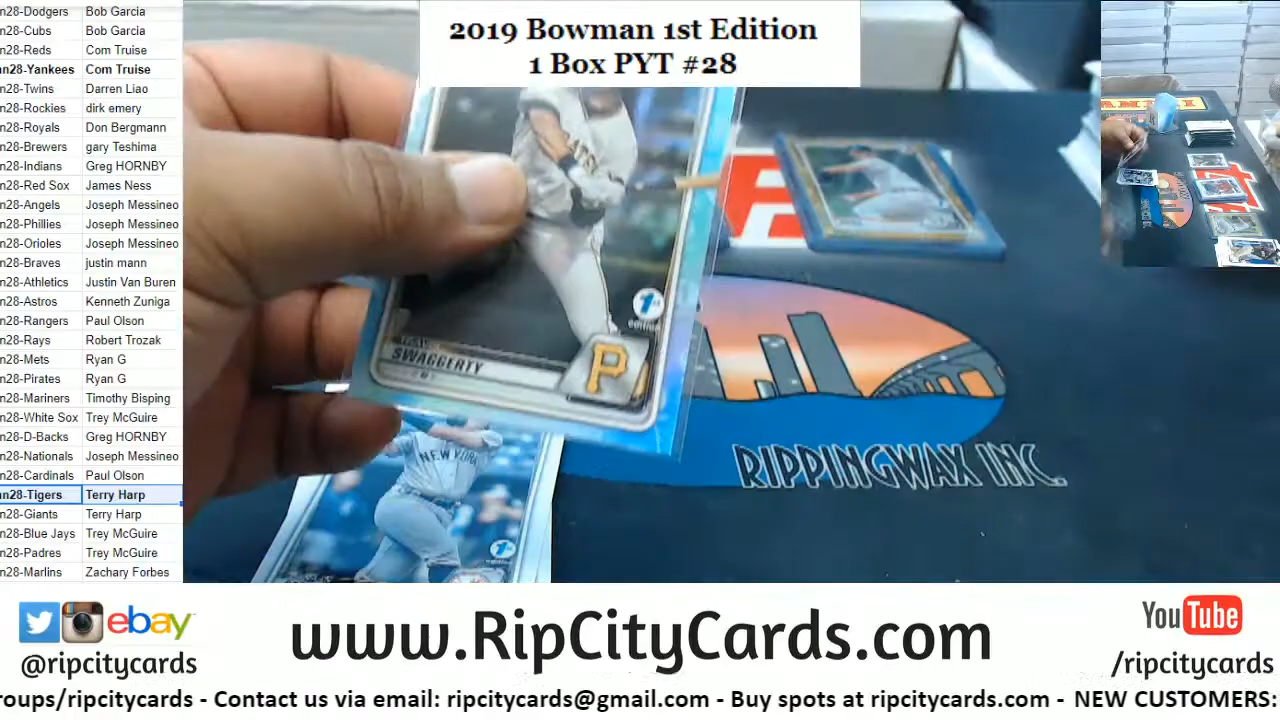 n28-Dodgers Bob Garcia
n28-Cubs Bob Garcia
n28-Reds Com Truise
an28-Yankees Com Truise
n28-Twins Darren Liao
n28-Rockies dirk emery
n28-Royals Don Bergmann
n28-Brewers gary Teshima
n28-Indians Greg HORNBY
n28-Red Sox James Ness
n28-Angels Joseph Messineo
n28-Phillies Joseph Messineo
n28-Orioles Joseph Messineo
n28-Braves justin mann
n28-Athletics Justin Van Buren
n28-Astros Kenneth Zuniga
n28-Rangers Paul Olson
n28-Rays Robert Trozak
n28-Mets Ryan G
n28-Pirates Ryan G
n28-Mariners Timothy Bisping
n28-White Sox Trey McGuire
n28-D-Backs Greg HORNBY
n28-Nationals Joseph Messineo
n28-Cardinals Paul Olson
an28-Tigers Terry Harp
n28-Giants Terry Harp
n28-Blue Jays Trey McGuire
n28-Padres Trey McGuire
n28-Marlins Zachary Forbes
2019 Bowman 1st Edition
1 Box PYT #28
1st
SWAGGERTY
P
NEW YORK
RIPPINGWAX INC.
ebay
@ripcitycards
www.RipCityCards.com
YouTube
/ripcitycards
roups/ripcitycards - Contact us via email: ripcitycards@gmail.com - Buy spots at ripcitycards.com - NEW CUSTOMERS: